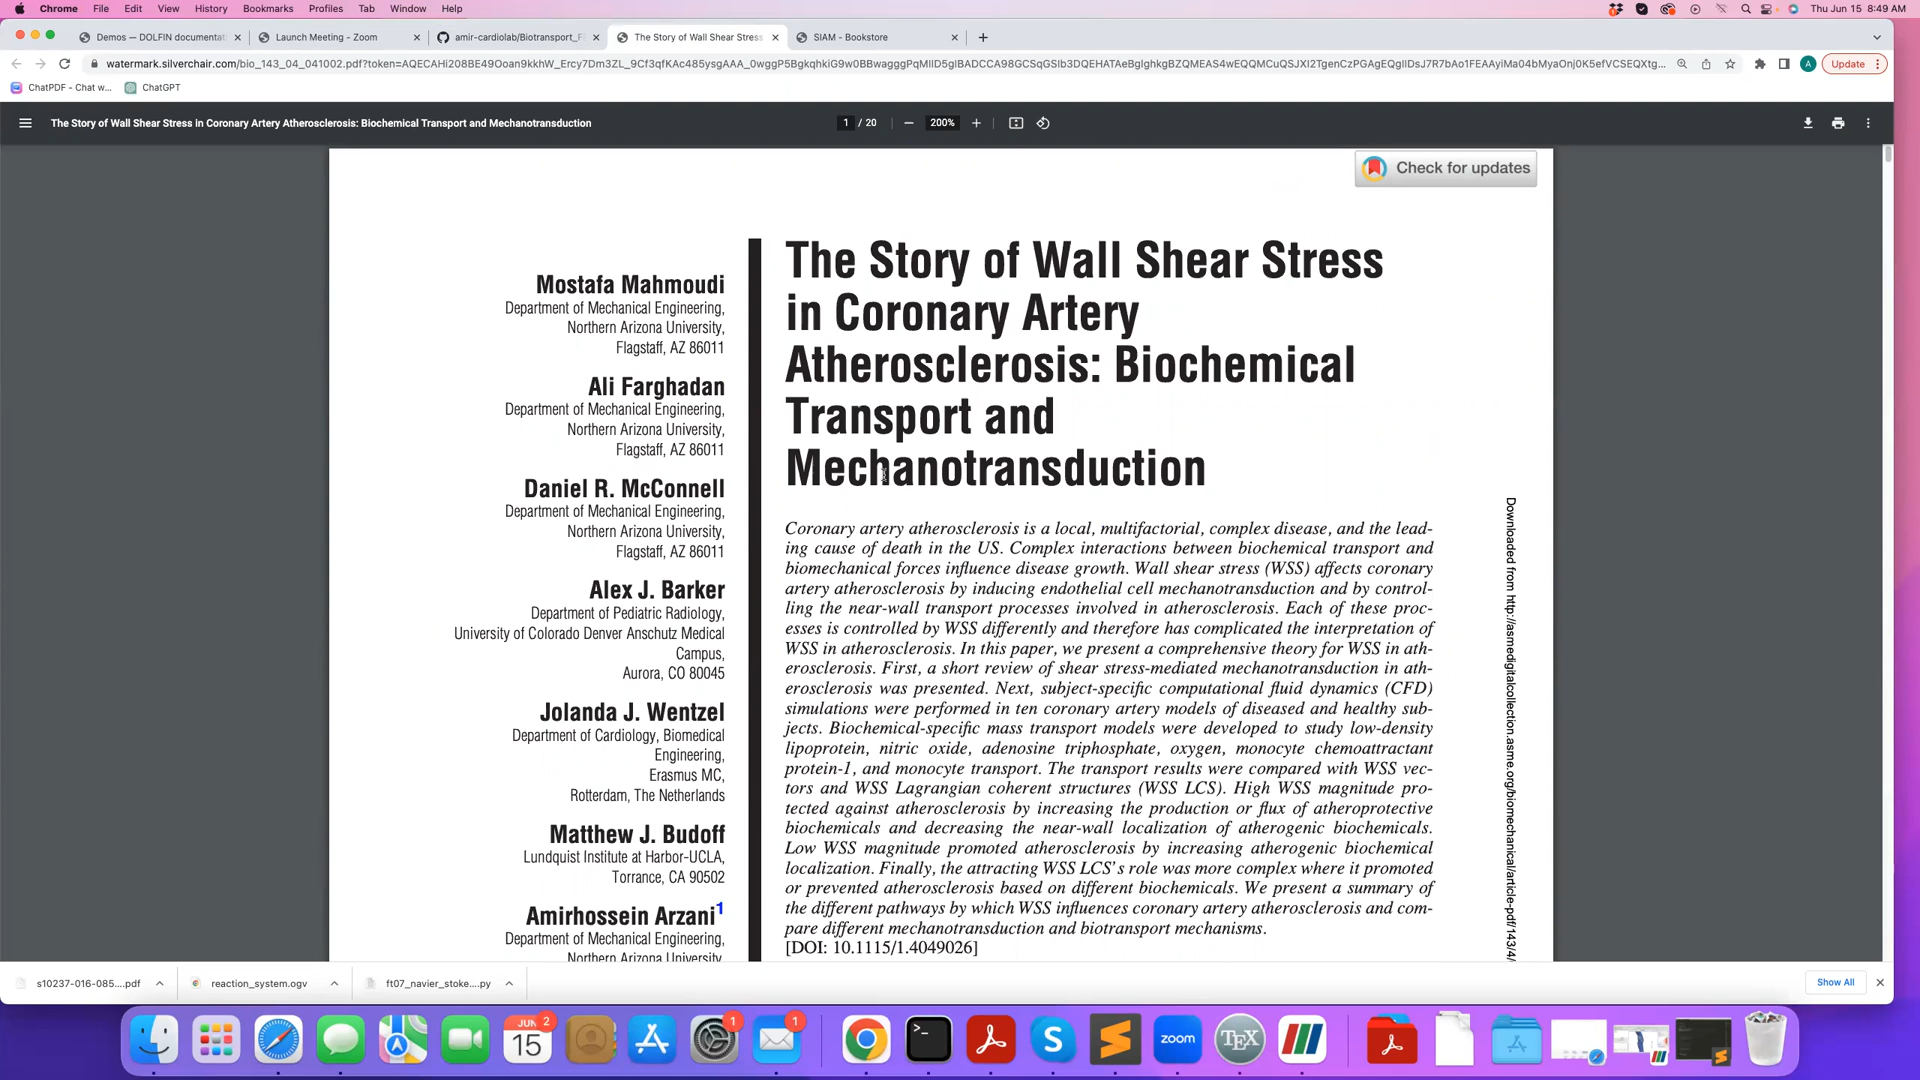 Chrome File Edit View History Bookmarks Profiles Tab Window Help
Thu Jun 15 8:49 AM
Demos — DOLFIN documentat
Launch Meeting - Zoom
amir-cardiolab/Biotransport_F
The Story of Wall Shear Stress
SIAM - Bookstore
Update
ChatPDF - Chat w...
ChatGPT
The Story of Wall Shear Stress in Coronary Artery Atherosclerosis: Biochemical Transport and Mechanotransduction
1 / 20
200%
Check for updates
Mostafa Mahmoudi
Department of Mechanical Engineering,
Northern Arizona University,
Flagstaff, AZ 86011
Ali Farghadan
Department of Mechanical Engineering,
Northern Arizona University,
Flagstaff, AZ 86011
Daniel R. McConnell
Department of Mechanical Engineering,
Northern Arizona University,
Flagstaff, AZ 86011
Alex J. Barker
Department of Pediatric Radiology,
University of Colorado Denver Anschutz Medical
Campus,
Aurora, CO 80045
Jolanda J. Wentzel
Department of Cardiology, Biomedical
Engineering,
Erasmus MC,
Rotterdam, The Netherlands
Matthew J. Budoff
Lundquist Institute at Harbor-UCLA,
Torrance, CA 90502
Amirhossein Arzani1
Department of Mechanical Engineering,
Northern Arizona University,
The Story of Wall Shear Stress
in Coronary Artery
Atherosclerosis: Biochemical
Transport and
Mechanotransduction
Coronary artery atherosclerosis is a local, multifactorial, complex disease, and the lead-
ing cause of death in the US. Complex interactions between biochemical transport and
biomechanical forces influence disease growth. Wall shear stress (WSS) affects coronary
artery atherosclerosis by inducing endothelial cell mechanotransduction and by control-
ling the near-wall transport processes involved in atherosclerosis. Each of these proc-
esses is controlled by WSS differently and therefore has complicated the interpretation of
WSS in atherosclerosis. In this paper, we present a comprehensive theory for WSS in ath-
erosclerosis. First, a short review of shear stress-mediated mechanotransduction in ath-
erosclerosis was presented. Next, subject-specific computational fluid dynamics (CFD)
simulations were performed in ten coronary artery models of diseased and healthy sub-
jects. Biochemical-specific mass transport models were developed to study low-density
lipoprotein, nitric oxide, adenosine triphosphate, oxygen, monocyte chemoattractant
protein-1, and monocyte transport. The transport results were compared with WSS vec-
tors and WSS Lagrangian coherent structures (WSS LCS). High WSS magnitude pro-
tected against atherosclerosis by increasing the production or flux of atheroprotective
biochemicals and decreasing the near-wall localization of atherogenic biochemicals.
Low WSS magnitude promoted atherosclerosis by increasing atherogenic biochemical
localization. Finally, the attracting WSS LCS's role was more complex where it promoted
or prevented atherosclerosis based on different biochemicals. We present a summary of
the different pathways by which WSS influences coronary artery atherosclerosis and com-
pare different mechanotransduction and biotransport mechanisms.
[DOI: 10.1115/1.4049026]
Downloaded from http://asmedigitalcollection.asme.org/biomechanical/article-pdf/143/4/
s10237-016-085....pdf
reaction_system.ogv
ft07_navier_stoke....py
Show All
JUN 2
15
1
1
zoom
TEX